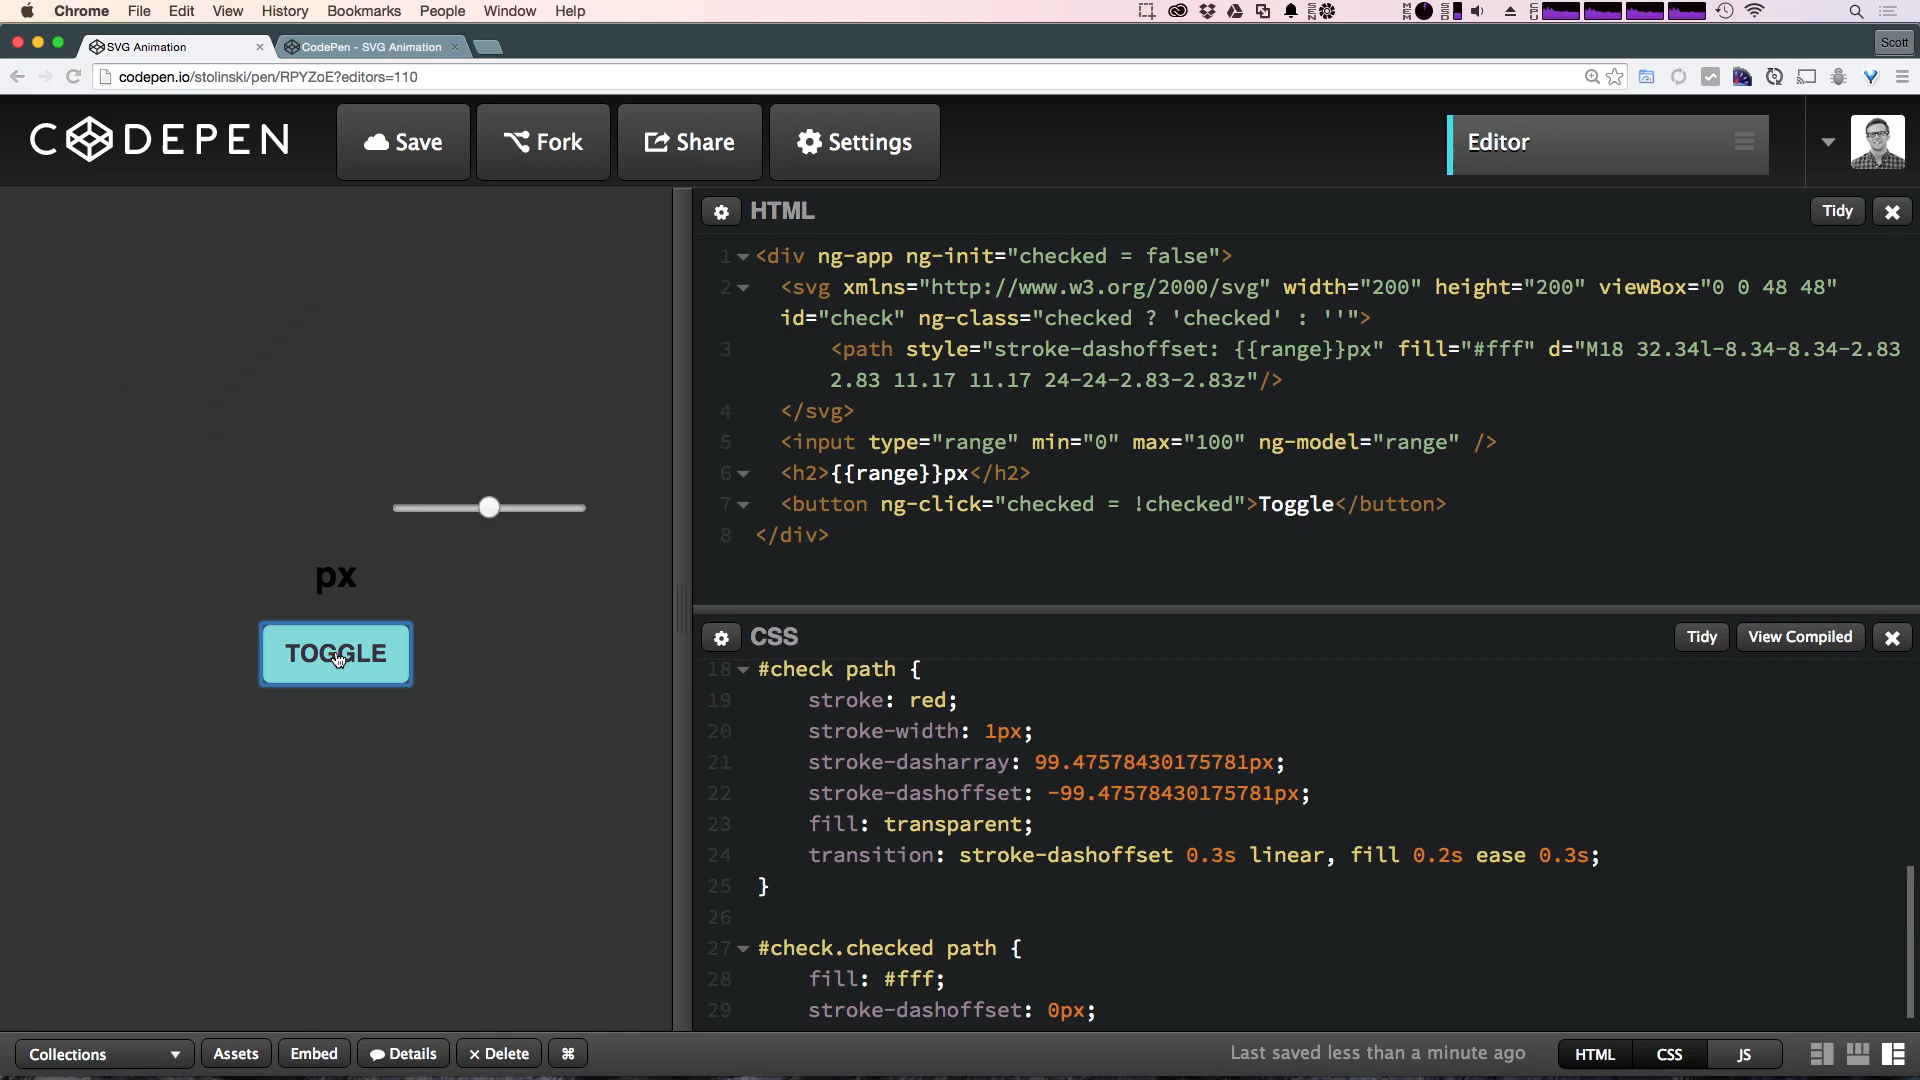 Chrome File Edit View History Bookmarks People Window Help
SVG Animation CodePen - SVG Animation Scott
codepen.io/stolinski/pen/RPYZoE?editors=110
CODEPEN Save Fork Share Settings Editor
HTML Tidy
1 <div ng-app ng-init="checked = false">
2 <svg xmlns="http://www.w3.org/2000/svg" width="200" height="200" viewBox="0 0 48 48"
id="check" ng-class="checked ? 'checked' : ''">
3 <path style="stroke-dashoffset: {{range}}px" fill="#fff" d="M18 32.34l-8.34-8.34-2.83
2.83 11.17 11.17 24-24-2.83-2.83z"/>
4 </svg>
5 <input type="range" min="0" max="100" ng-model="range" />
6 <h2>{{range}}px</h2>
7 <button ng-click="checked = !checked">Toggle</button>
8 </div>
px
TOGGLE
CSS Tidy View Compiled
18 #check path {
19 stroke: red;
20 stroke-width: 1px;
21 stroke-dasharray: 99.47578430175781px;
22 stroke-dashoffset: -99.47578430175781px;
23 fill: transparent;
24 transition: stroke-dashoffset 0.3s linear, fill 0.2s ease 0.3s;
25 }
26
27 #check.checked path {
28 fill: #fff;
29 stroke-dashoffset: 0px;
Collections Assets Embed Details × Delete ⌘ Last saved less than a minute ago HTML CSS JS